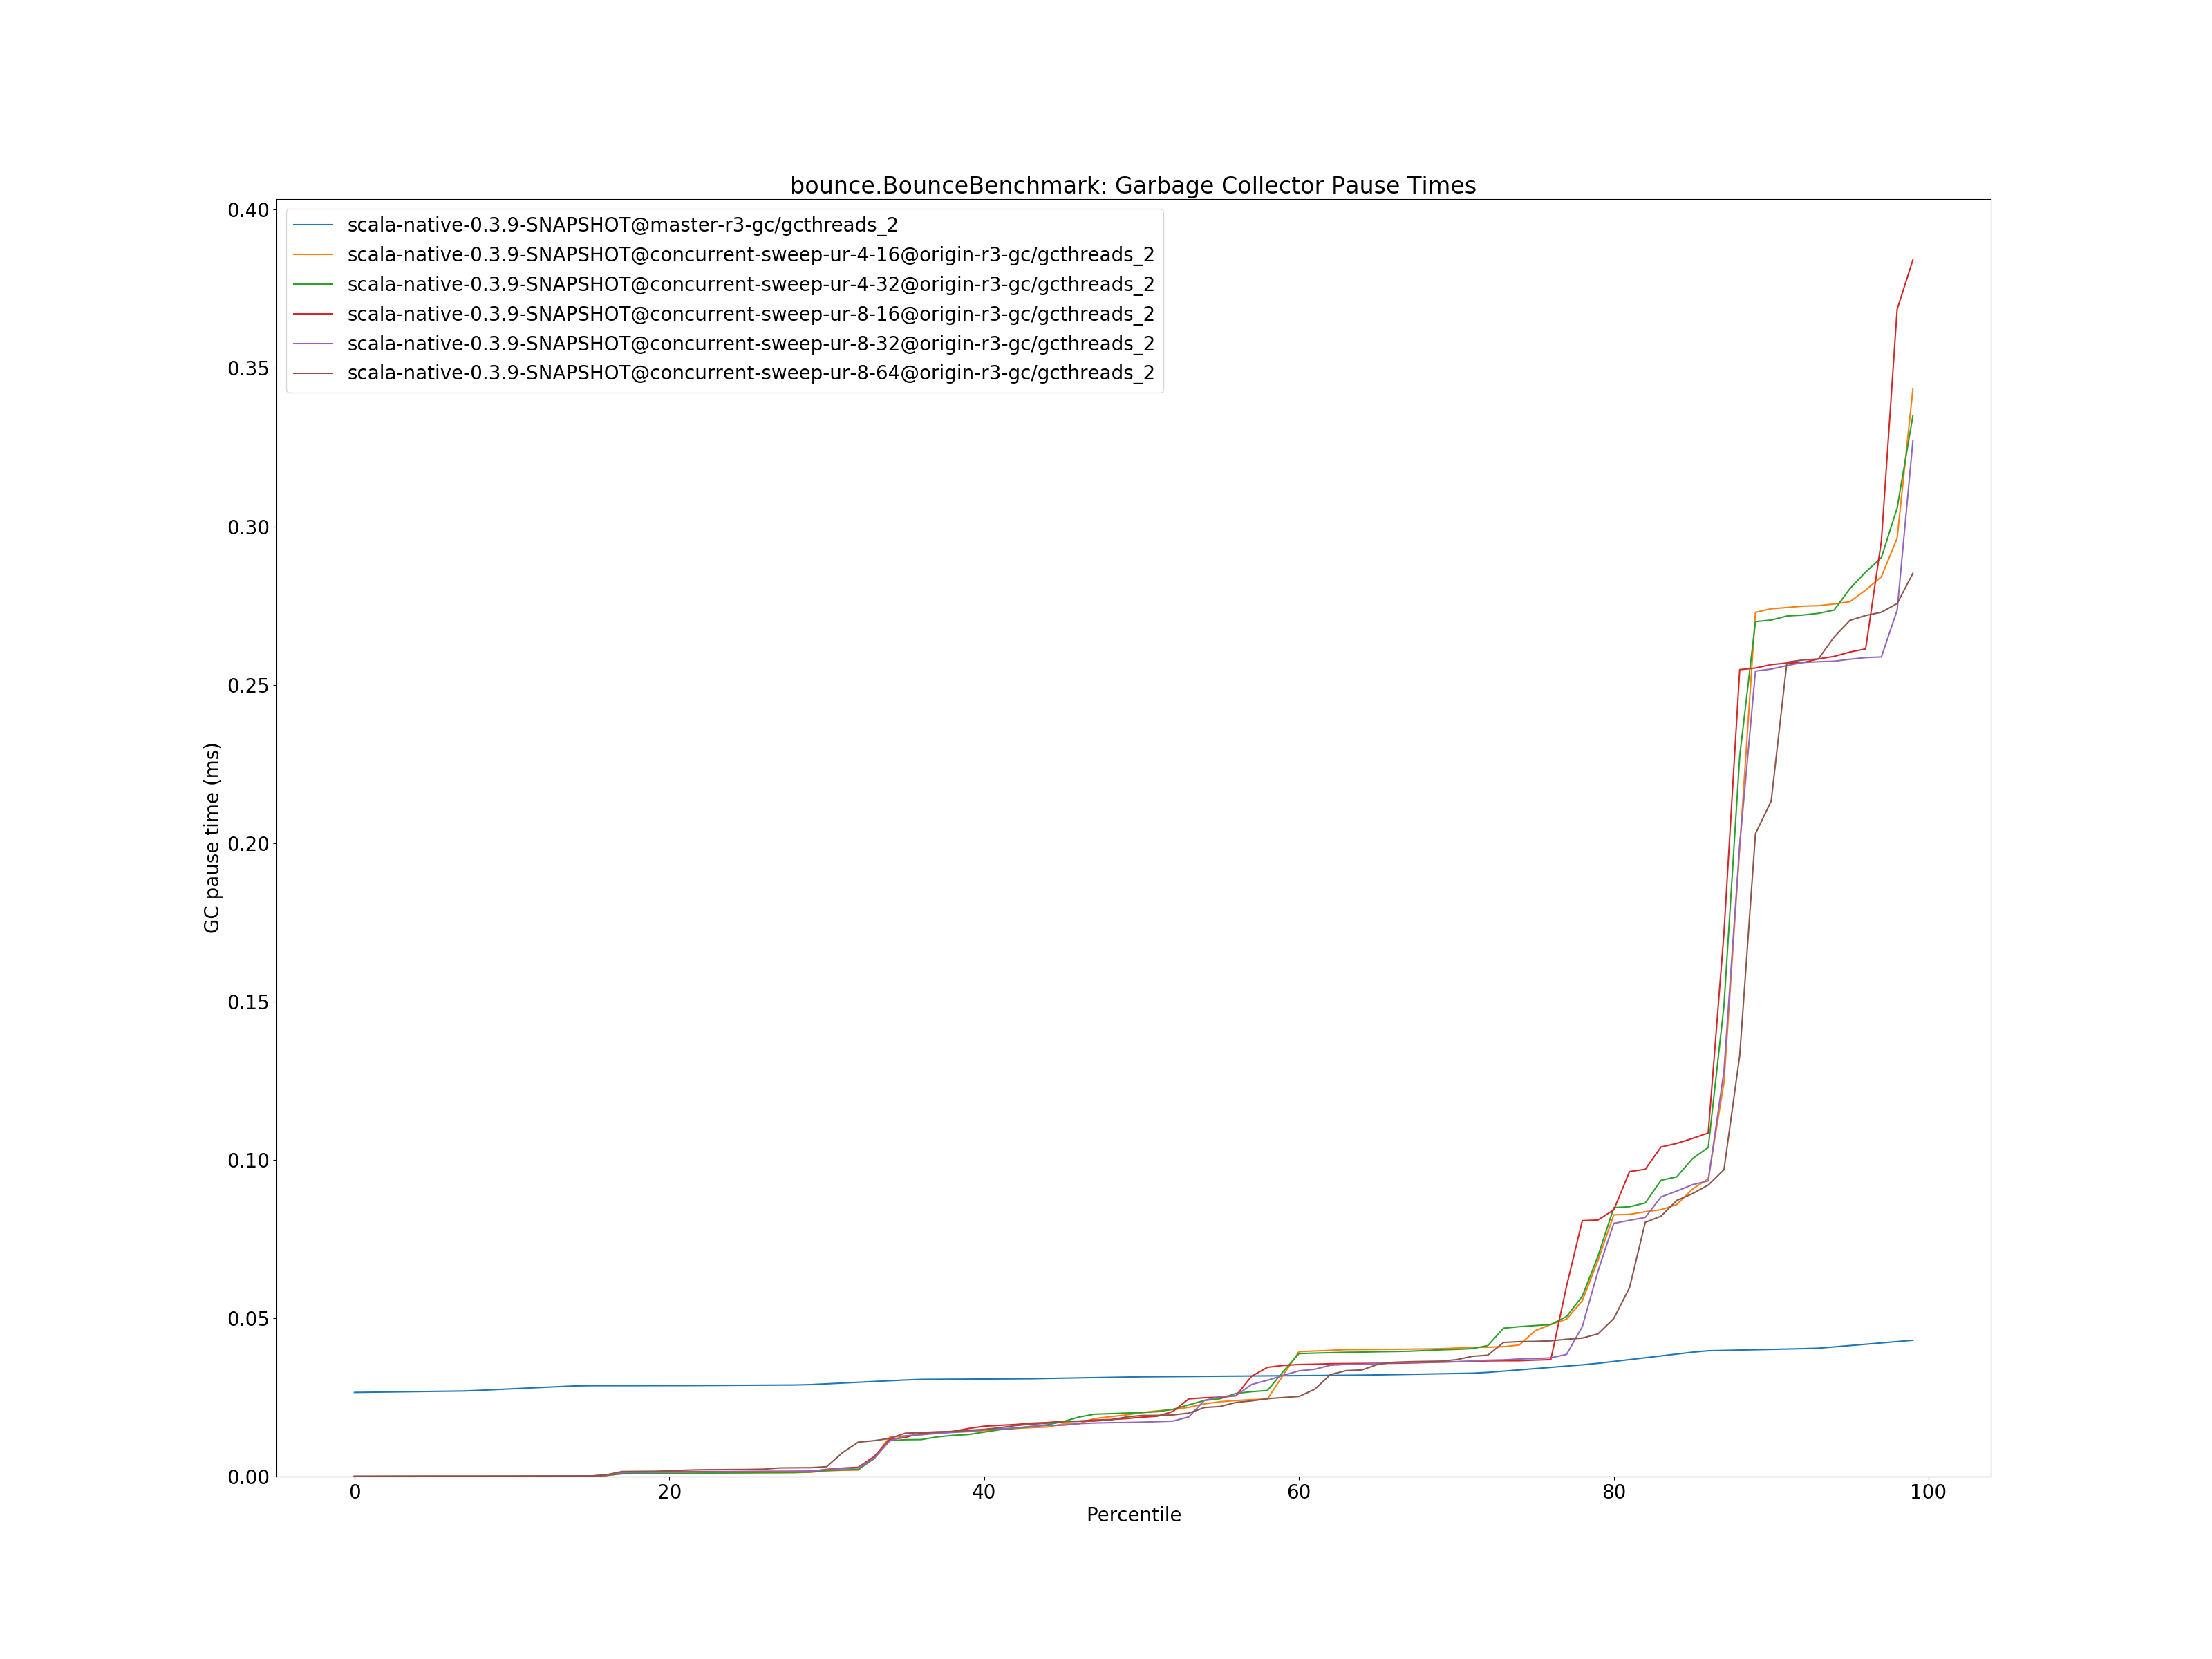 bounce.BounceBenchmark: Garbage Collector Pause Times
scala-native-0.3.9-SNAPSHOT@master-r3-gc/gcthreads_2
scala-native-0.3.9-SNAPSHOT@concurrent-sweep-ur-4-16@origin-r3-gc/gcthreads_2
scala-native-0.3.9-SNAPSHOT@concurrent-sweep-ur-4-32@origin-r3-gc/gcthreads_2
scala-native-0.3.9-SNAPSHOT@concurrent-sweep-ur-8-16@origin-r3-gc/gcthreads_2
scala-native-0.3.9-SNAPSHOT@concurrent-sweep-ur-8-32@origin-r3-gc/gcthreads_2
scala-native-0.3.9-SNAPSHOT@concurrent-sweep-ur-8-64@origin-r3-gc/gcthreads_2
0.40
0.35
0.30
0.25
0.20
0.15
0.10
0.05
0.00
GC pause time (ms)
0 20 40 60 80 100
Percentile